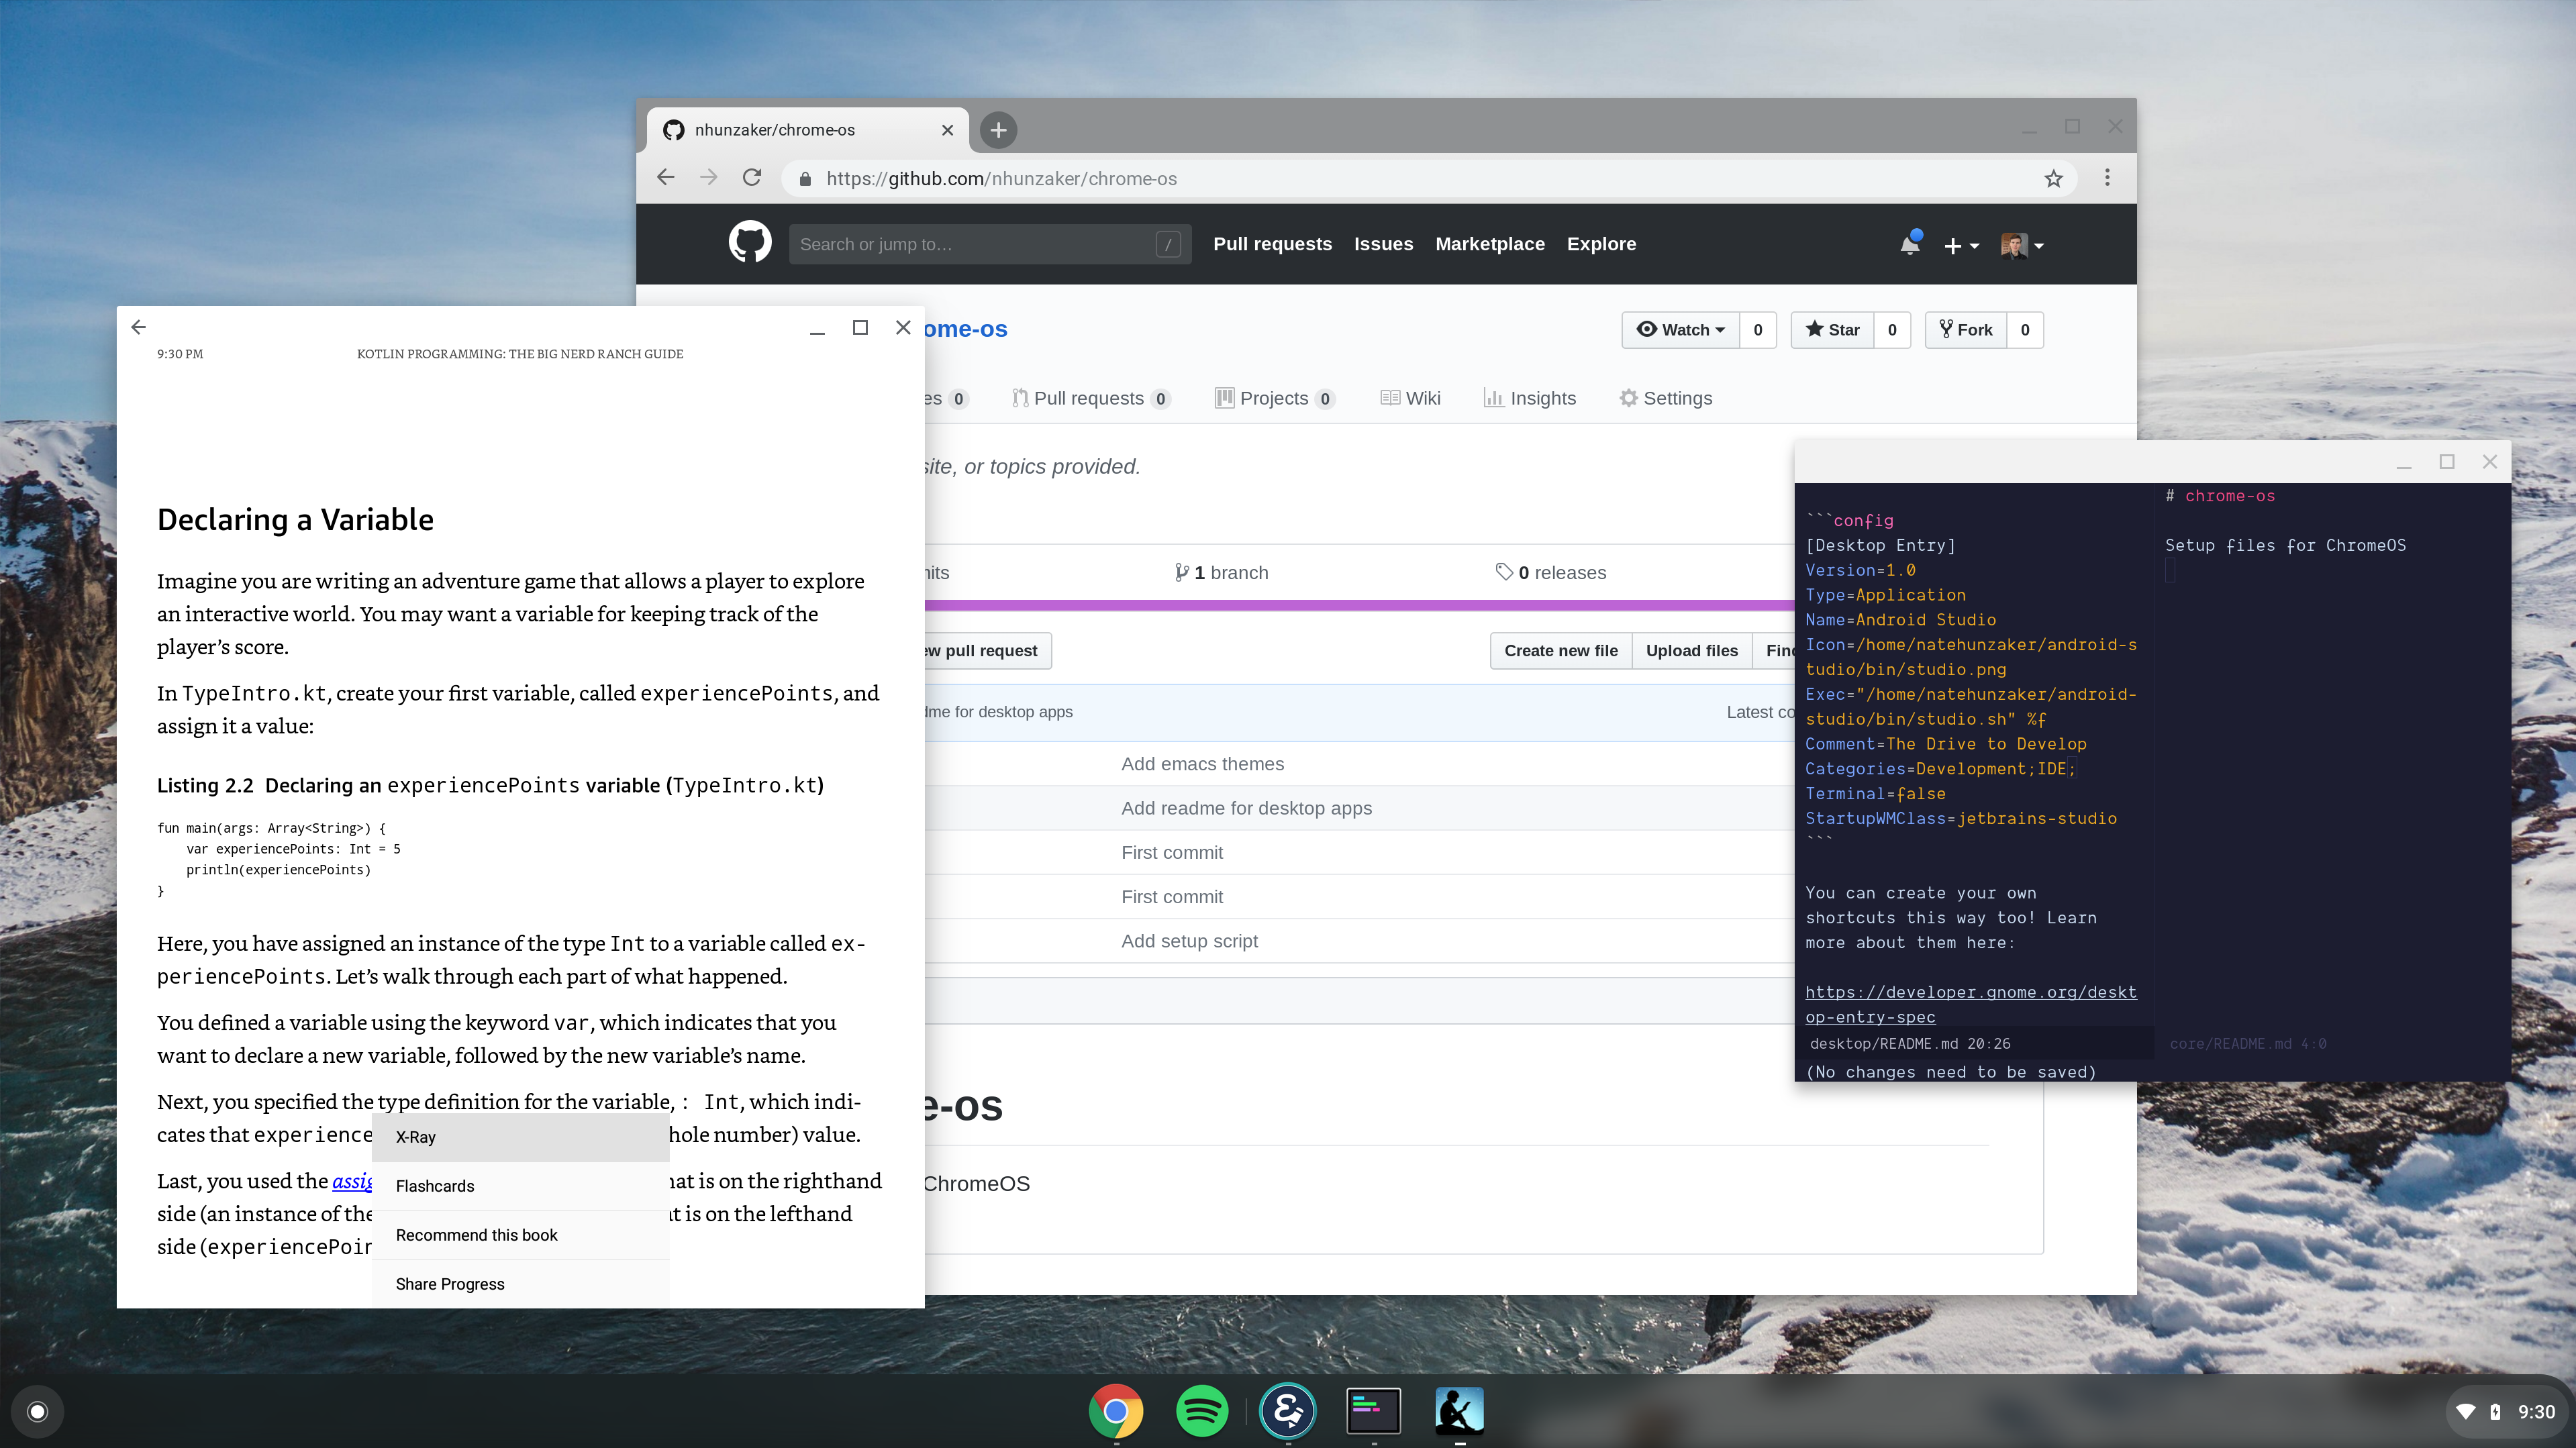 nhunzaker/chrome-os
https://github.com/nhunzaker/chrome-os
Search or jump to… /
Pull requests Issues Marketplace Explore
ome-os
Watch 0 Star 0 Fork 0
es 0 Pull requests 0 Projects 0 Wiki Insights Settings
site, or topics provided.
1 branch 0 releases
ew pull request Create new file Upload files
dme for desktop apps Latest co
Add emacs themes
Add readme for desktop apps
First commit
First commit
Add setup script
e-os
ChromeOS
9:30 PM KOTLIN PROGRAMMING: THE BIG NERD RANCH GUIDE
Declaring a Variable
Imagine you are writing an adventure game that allows a player to explore
an interactive world. You may want a variable for keeping track of the
player’s score.
In TypeIntro.kt, create your first variable, called experiencePoints, and
assign it a value:
Listing 2.2 Declaring an experiencePoints variable (TypeIntro.kt)
fun main(args: Array<String>) {
    var experiencePoints: Int = 5
    println(experiencePoints)
}
Here, you have assigned an instance of the type Int to a variable called ex-
periencePoints. Let’s walk through each part of what happened.
You defined a variable using the keyword var, which indicates that you
want to declare a new variable, followed by the new variable’s name.
Next, you specified the type definition for the variable, : Int, which indi-
cates that experience hole number) value.
Last, you used the assig hat is on the righthand
side (an instance of the at is on the lefthand
side (experiencePoin
X-Ray
Flashcards
Recommend this book
Share Progress
```config
[Desktop Entry]
Version=1.0
Type=Application
Name=Android Studio
Icon=/home/natehunzaker/android-s
tudio/bin/studio.png
Exec="/home/natehunzaker/android-
studio/bin/studio.sh" %f
Comment=The Drive to Develop
Categories=Development;IDE;
Terminal=false
StartupWMClass=jetbrains-studio
```
You can create your own
shortcuts this way too! Learn
more about them here:
https://developer.gnome.org/deskt
op-entry-spec
desktop/README.md 20:26
(No changes need to be saved)
# chrome-os
Setup files for ChromeOS
core/README.md 4:0
9:30